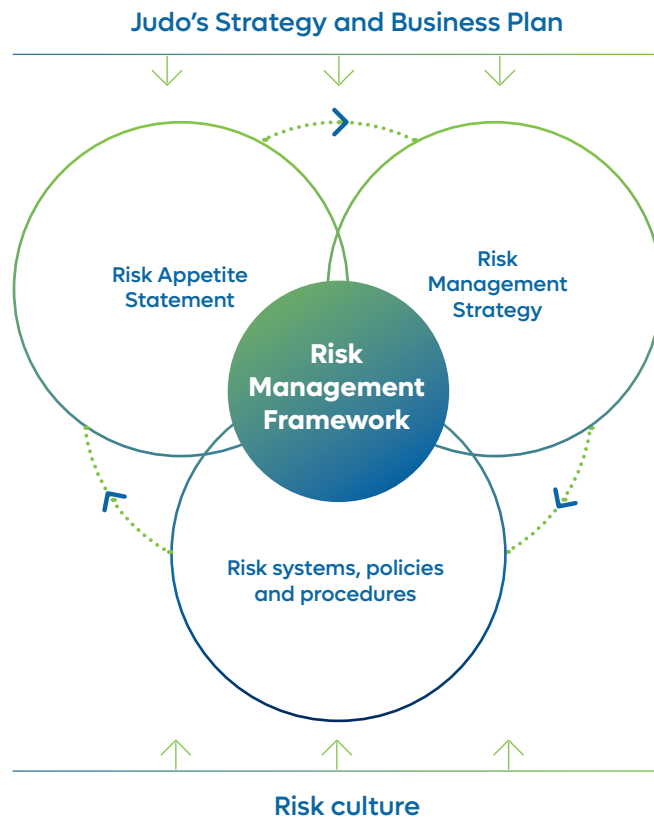 Judo's Strategy and Business Plan
Risk Appetite
Statement
Risk
Management
Strategy
Risk
Management
Framework
Risk systems, policies
and procedures
Risk culture